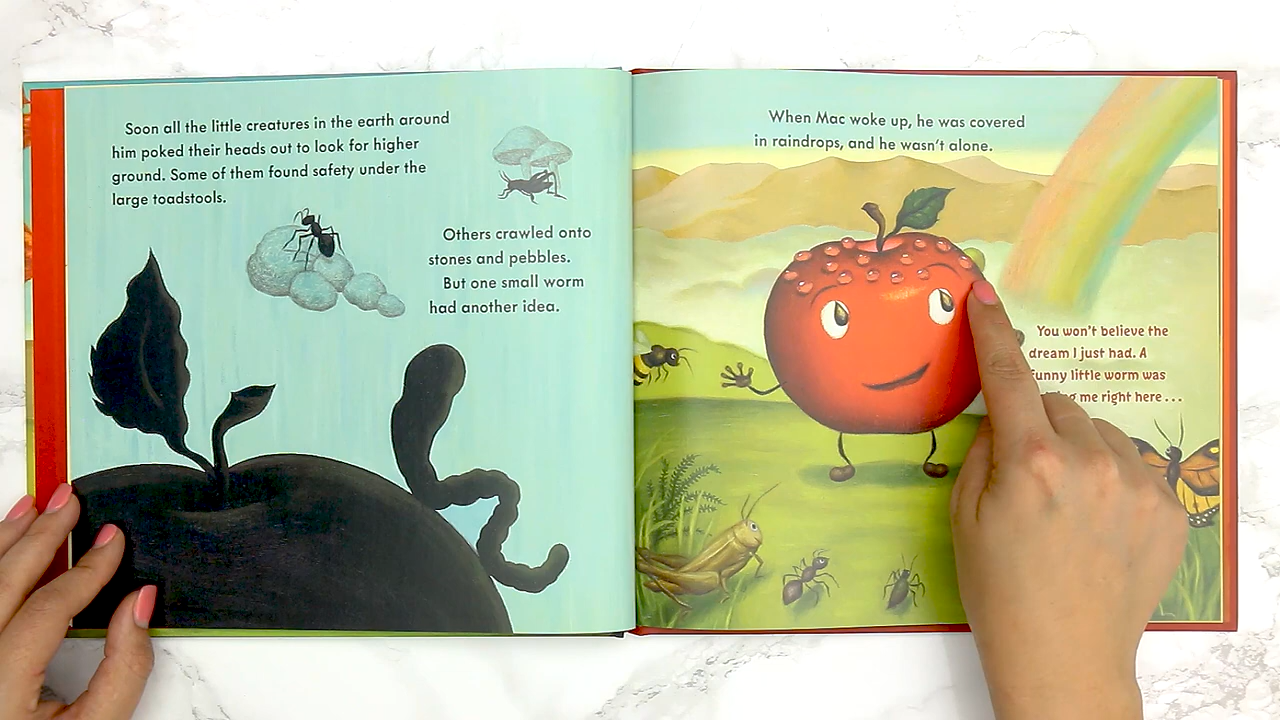 Soon all the little creatures in the earth around
him poked their heads out to look for higher
ground. Some of them found safety under the
large toadstools.
Others crawled onto
stones and pebbles.
But one small worm
had another idea.
When Mac woke up, he was covered
in raindrops, and he wasn't alone.
You won't believe the
dream I just had. A
funny little worm was
me right here . . .